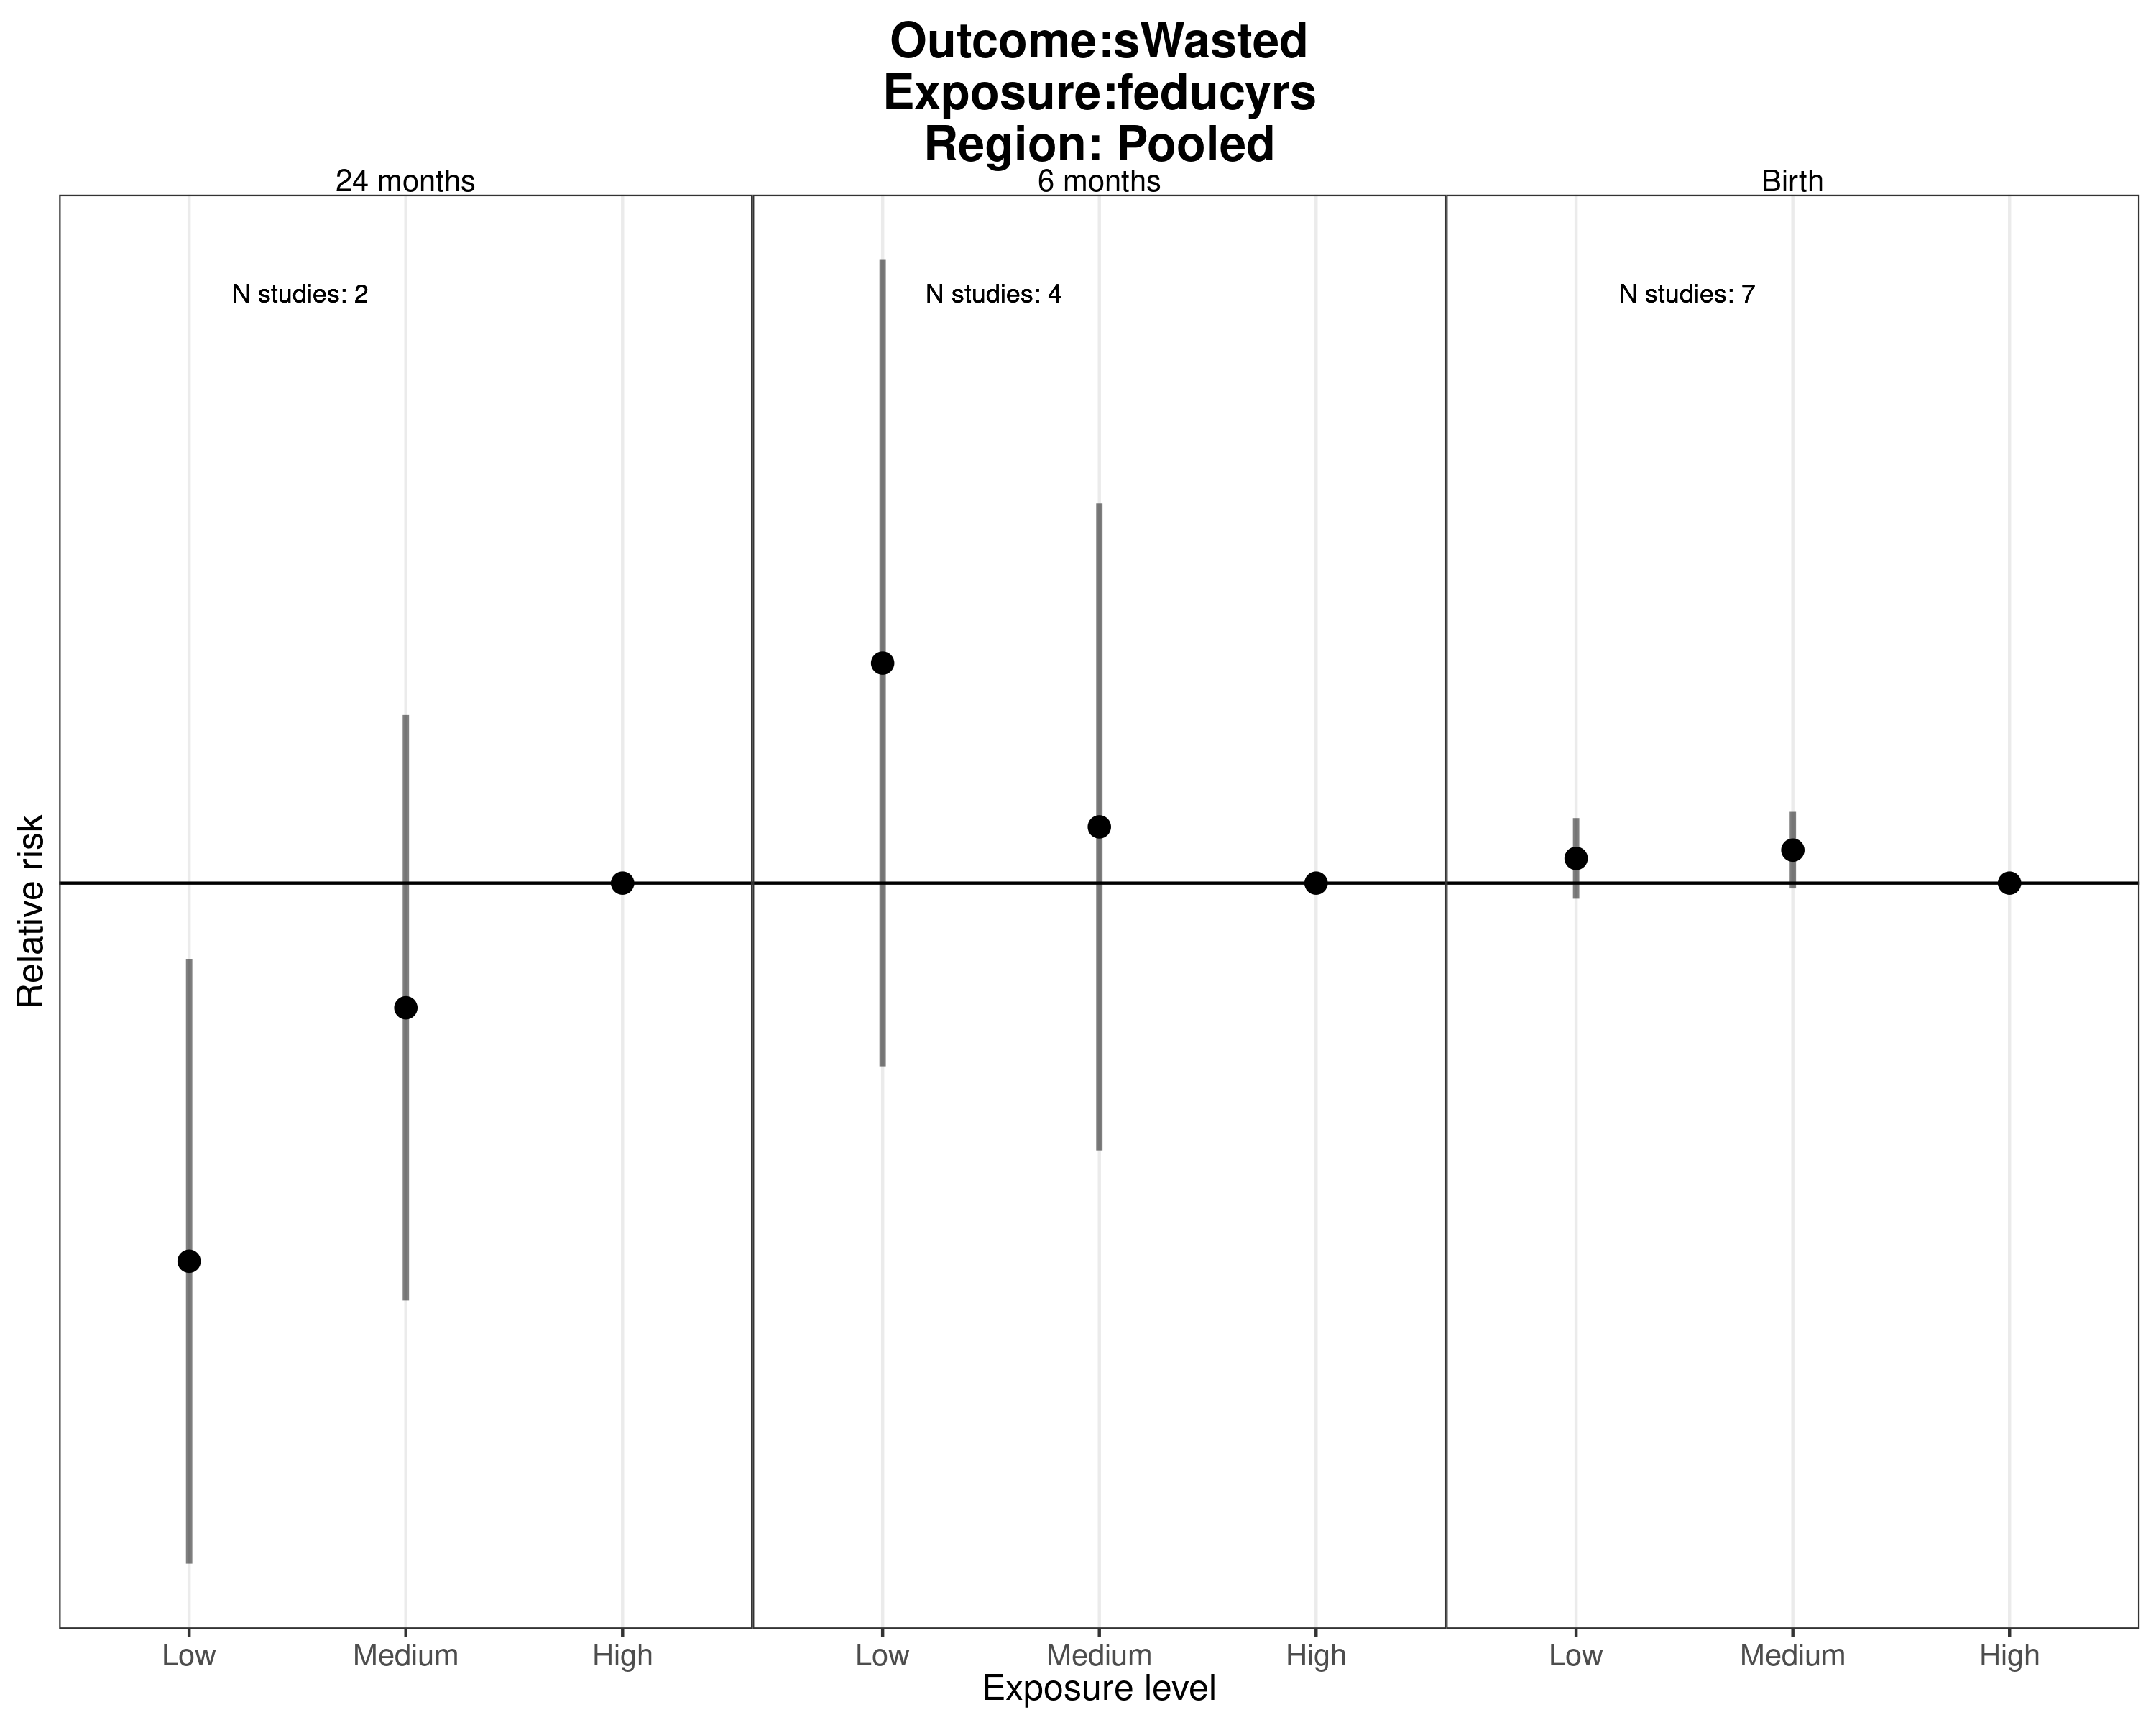 Outcome:sWasted
Exposure:feducyrs
Region: Pooled
24 months
6 months
Birth
N studies: 2
N studies: 4
N studies: 7
Relative risk
Low
Medium
High
Low
Medium
High
Low
Medium
High
Exposure level